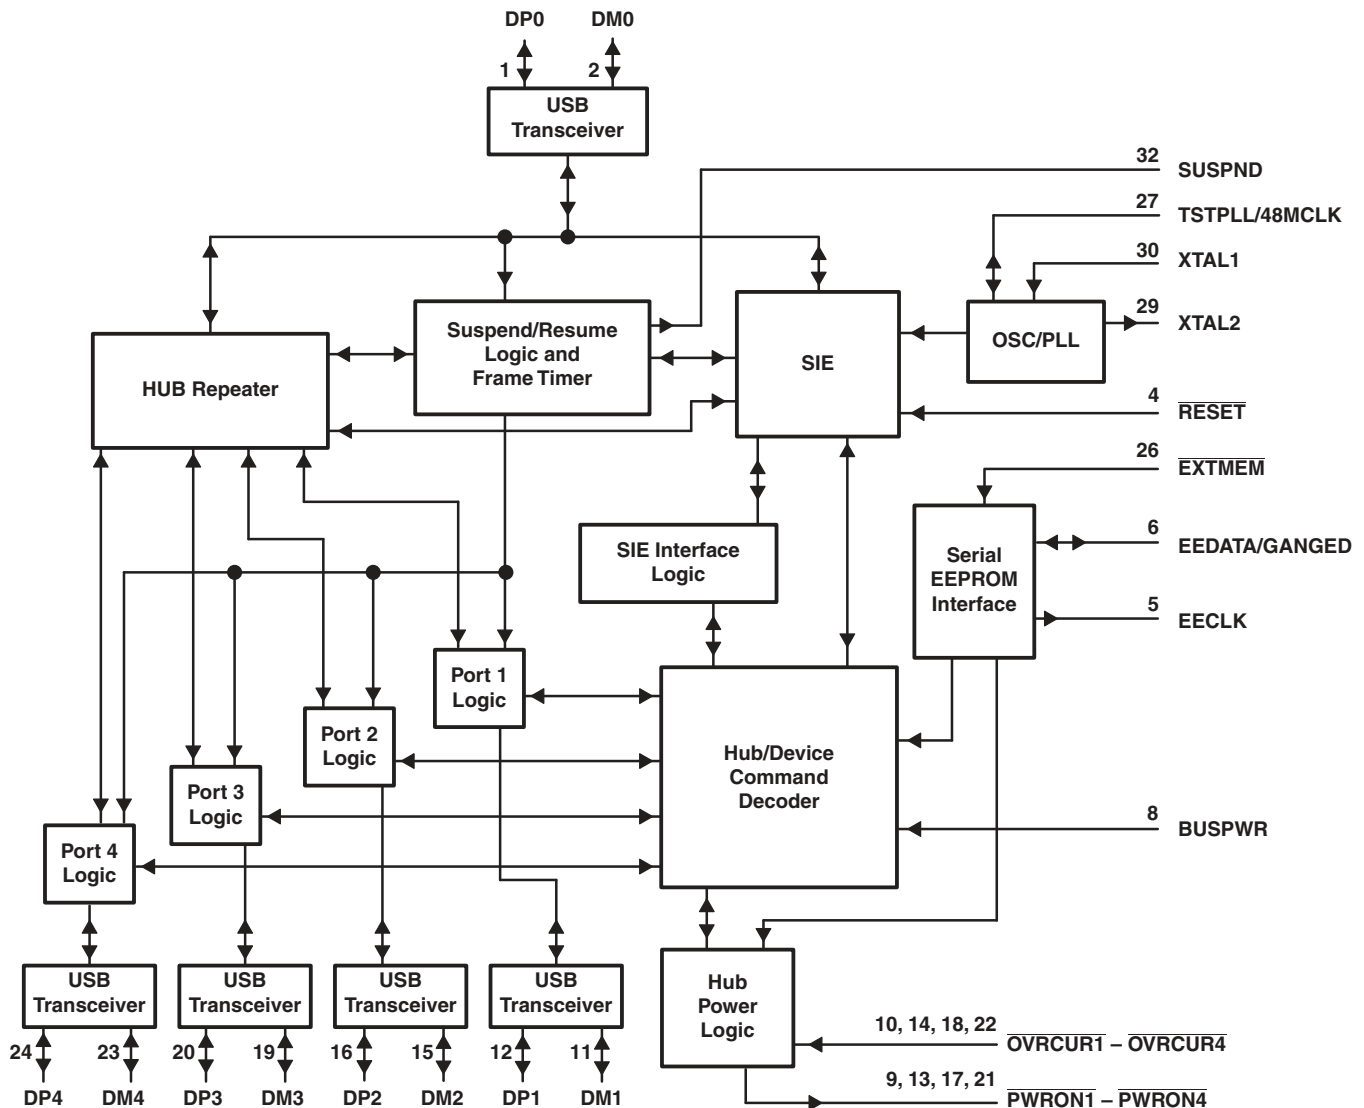 DP0 DM0
1 2
USB
Transceiver
32 SUSPND
27 TSTPLL/48MCLK
30 XTAL1
29 XTAL2
Suspend/Resume
Logic and
Frame Timer
SIE
OSC/PLL
HUB Repeater
4 RESET
26 EXTMEM
6 EEDATA/GANGED
5 EECLK
SIE Interface
Logic
Serial
EEPROM
Interface
Port 1
Logic
Port 2
Logic
Port 3
Logic
Port 4
Logic
Hub/Device
Command
Decoder
8 BUSPWR
USB
Transceiver
USB
Transceiver
USB
Transceiver
USB
Transceiver
Hub
Power
Logic
10, 14, 18, 22
OVRCUR1 – OVRCUR4
9, 13, 17, 21
PWRON1 – PWRON4
24 23 20 19 16 15 12 11
DP4 DM4 DP3 DM3 DP2 DM2 DP1 DM1